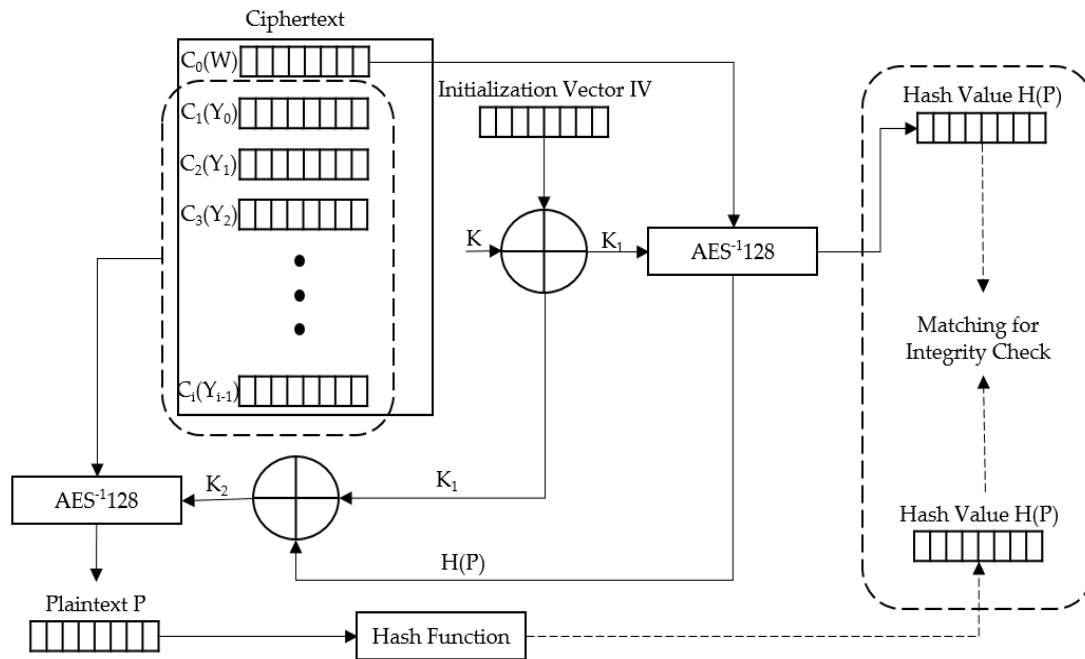 Ciphertext
C₀(W)
Initialization Vector IV
Hash Value H(P)
C₁(Y₀)
C₂(Y₁)
C₃(Y₂)
K
K₁
AES⁻¹128
Matching for
Integrity Check
Cᵢ(Yᵢ₋₁)
AES⁻¹128
K₂
K₁
Hash Value H(P)
H(P)
Plaintext P
Hash Function